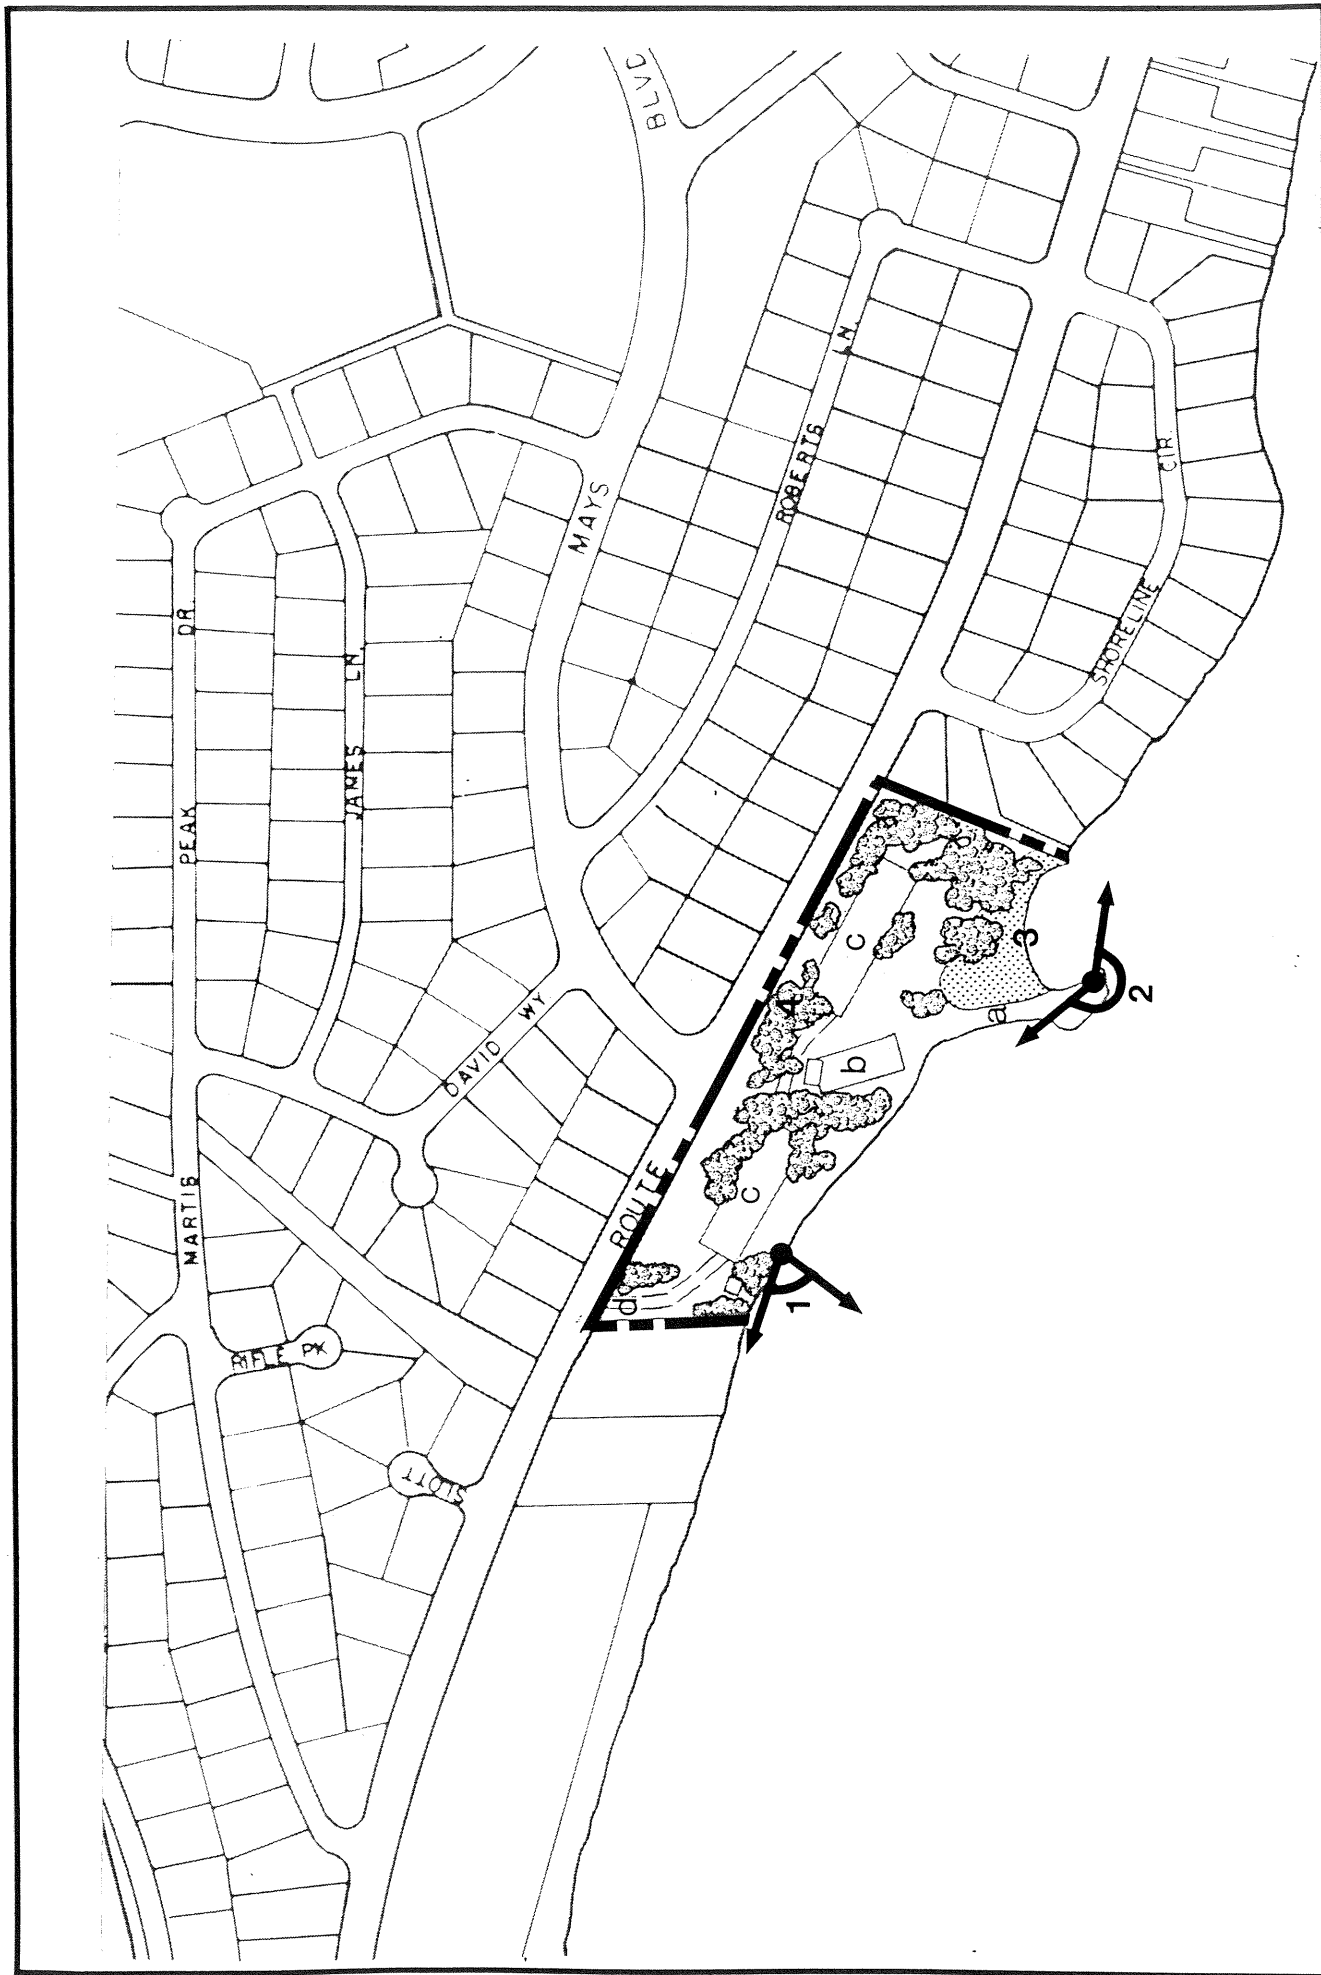 BLVD
MAYS
ROBERTS LN.
PEAK DR.
JAMES LN.
SHORELINE CIR.
DAVID WY.
MARTIS
RIFLE PK
ROUTE
a
b
c
c
d
1
2
3
4